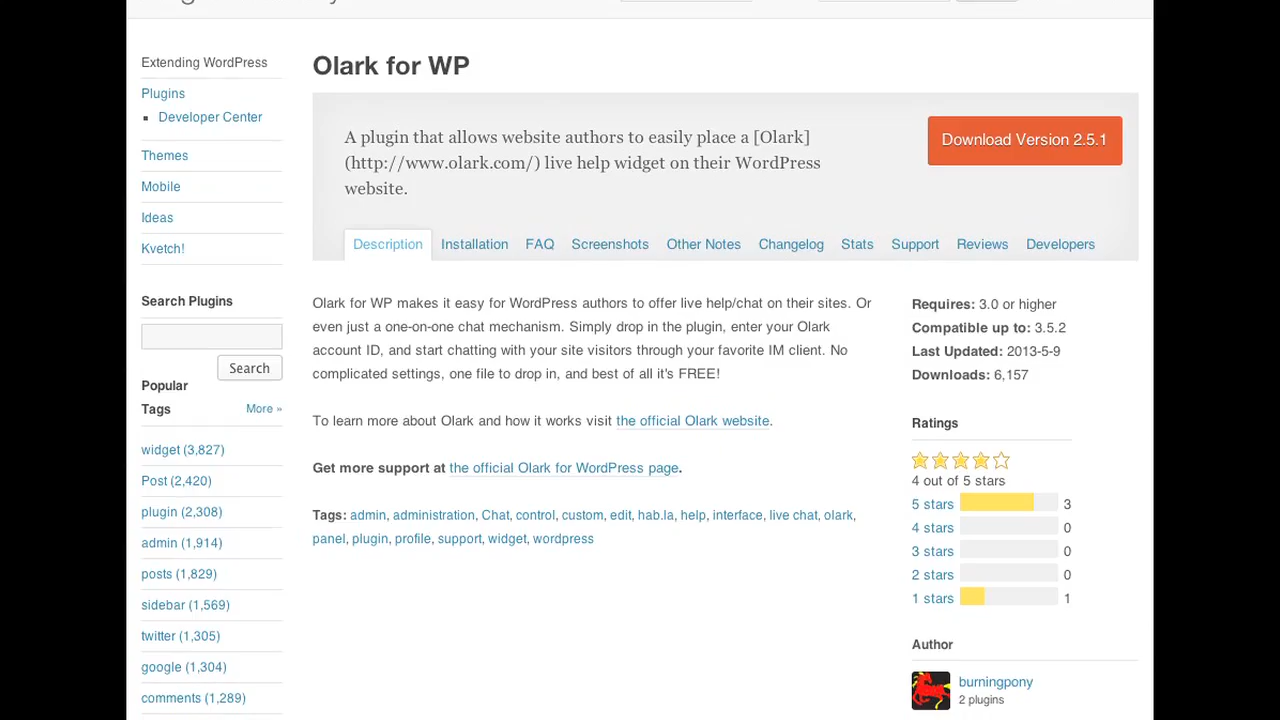 Extending WordPress
Plugins
Developer Center
Themes
Mobile
Ideas
Kvetch!
Search Plugins
Search
Popular
Tags
More »
widget (3,827)
Post (2,420)
plugin (2,308)
admin (1,914)
posts (1,829)
sidebar (1,569)
twitter (1,305)
google (1,304)
comments (1,289)
Olark for WP
A plugin that allows website authors to easily place a [Olark]
(http://www.olark.com/) live help widget on their WordPress
website.
Download Version 2.5.1
Description Installation FAQ Screenshots Other Notes Changelog Stats Support Reviews Developers
Olark for WP makes it easy for WordPress authors to offer live help/chat on their sites. Or
even just a one-on-one chat mechanism. Simply drop in the plugin, enter your Olark
account ID, and start chatting with your site visitors through your favorite IM client. No
complicated settings, one file to drop in, and best of all it's FREE!
To learn more about Olark and how it works visit the official Olark website.
Get more support at the official Olark for WordPress page.
Tags: admin, administration, Chat, control, custom, edit, hab.la, help, interface, live chat, olark,
panel, plugin, profile, support, widget, wordpress
Requires: 3.0 or higher
Compatible up to: 3.5.2
Last Updated: 2013-5-9
Downloads: 6,157
Ratings
4 out of 5 stars
5 stars 3
4 stars 0
3 stars 0
2 stars 0
1 stars 1
Author
burningpony
2 plugins